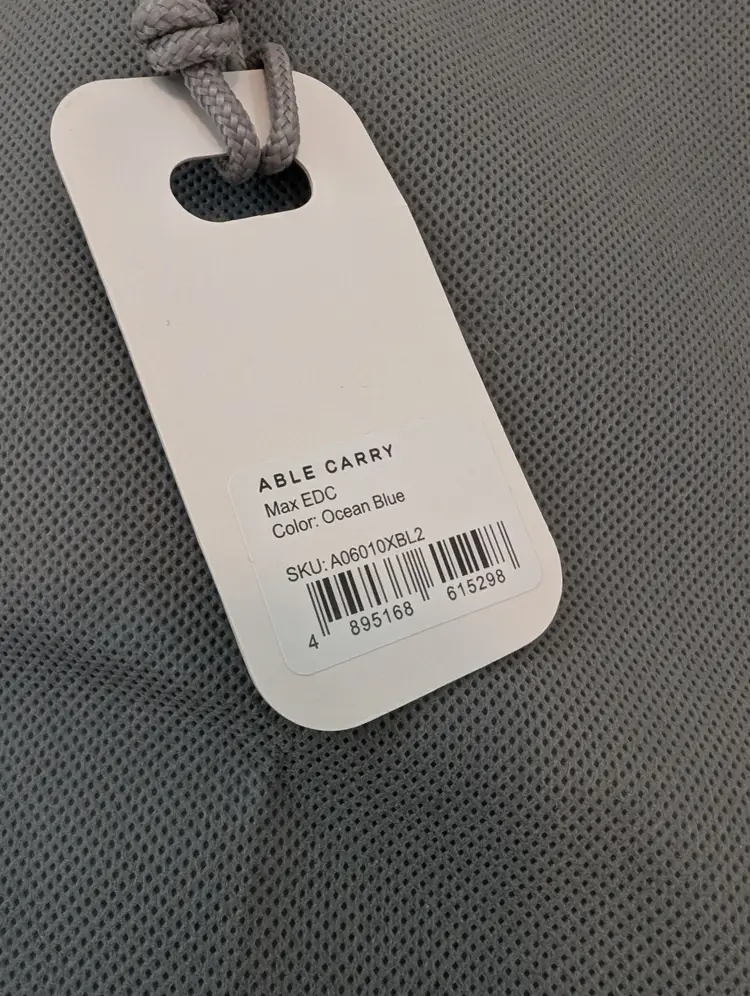 ABLE CARRY
Max EDC
Color: Ocean Blue
SKU: A06010XBL2
4 895168 615298